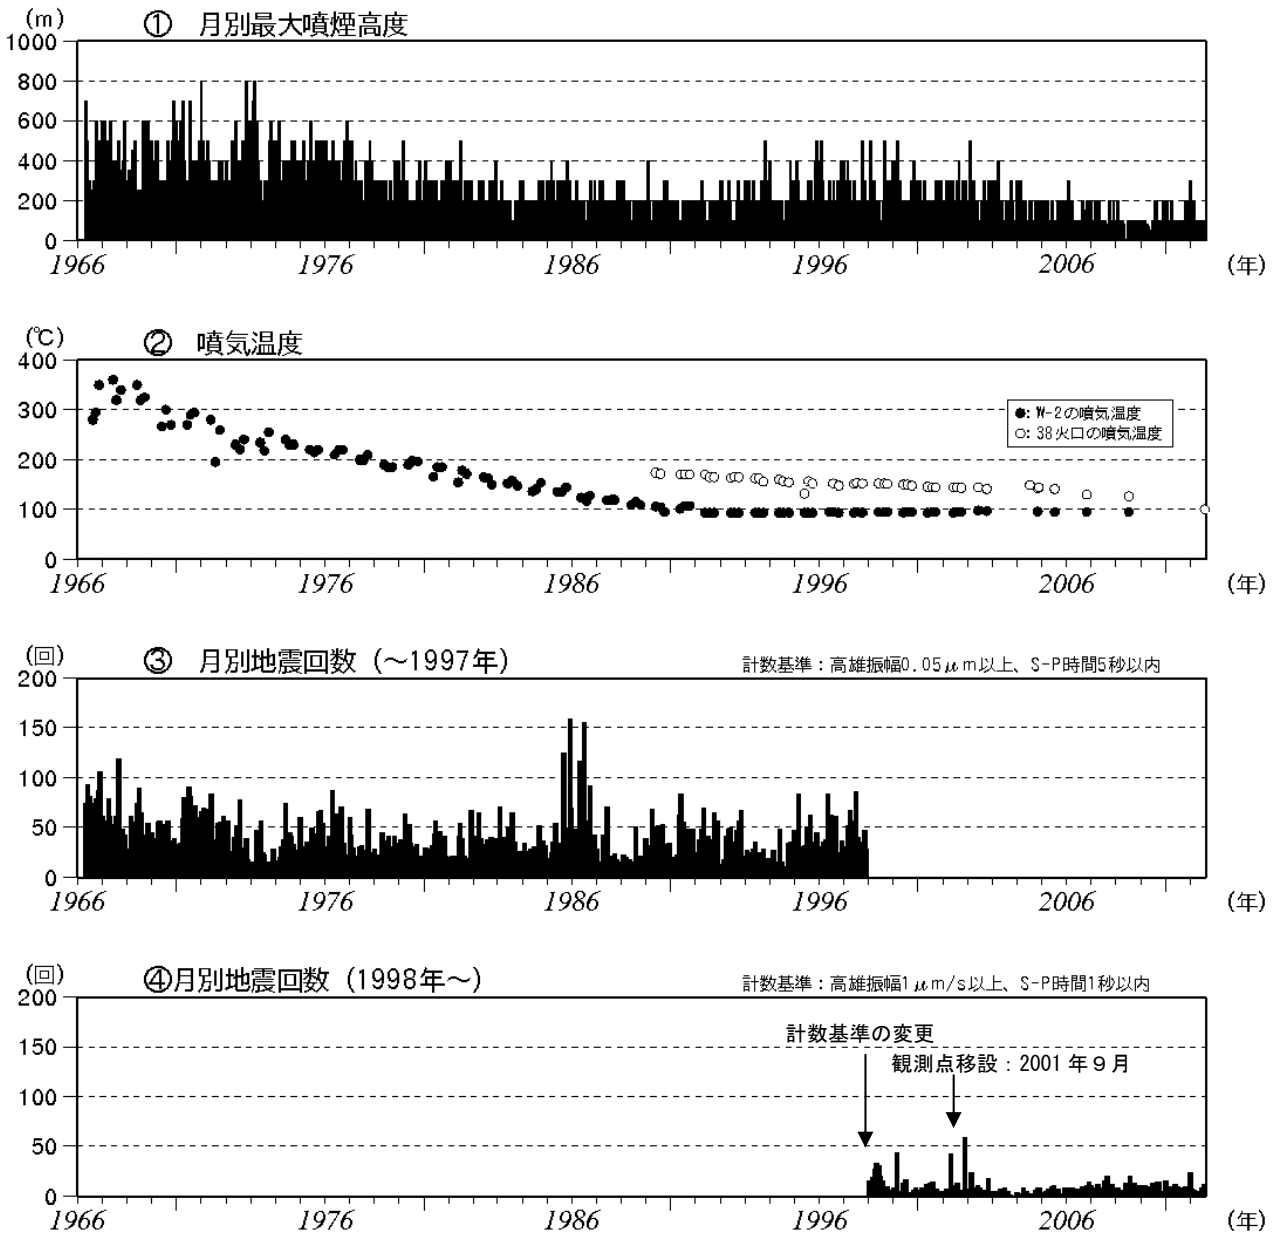 (m)
① 月別最大噴煙高度
1000
800
600
400
200
0
1966 1976 1986 1996 2006 (年)
(℃)
② 噴気温度
400
300
200
100
0
●: W-2の噴気温度
○: 38火口の噴気温度
1966 1976 1986 1996 2006 (年)
(回)
③ 月別地震回数 (～1997年)
計数基準：高雄振幅0.05μm以上、S-P時間5秒以内
200
150
100
50
0
1966 1976 1986 1996 2006 (年)
(回)
④月別地震回数 (1998年～)
計数基準：高雄振幅1μm/s以上、S-P時間1秒以内
200
150
100
50
0
計数基準の変更
観測点移設：2001年9月
1966 1976 1986 1996 2006 (年)